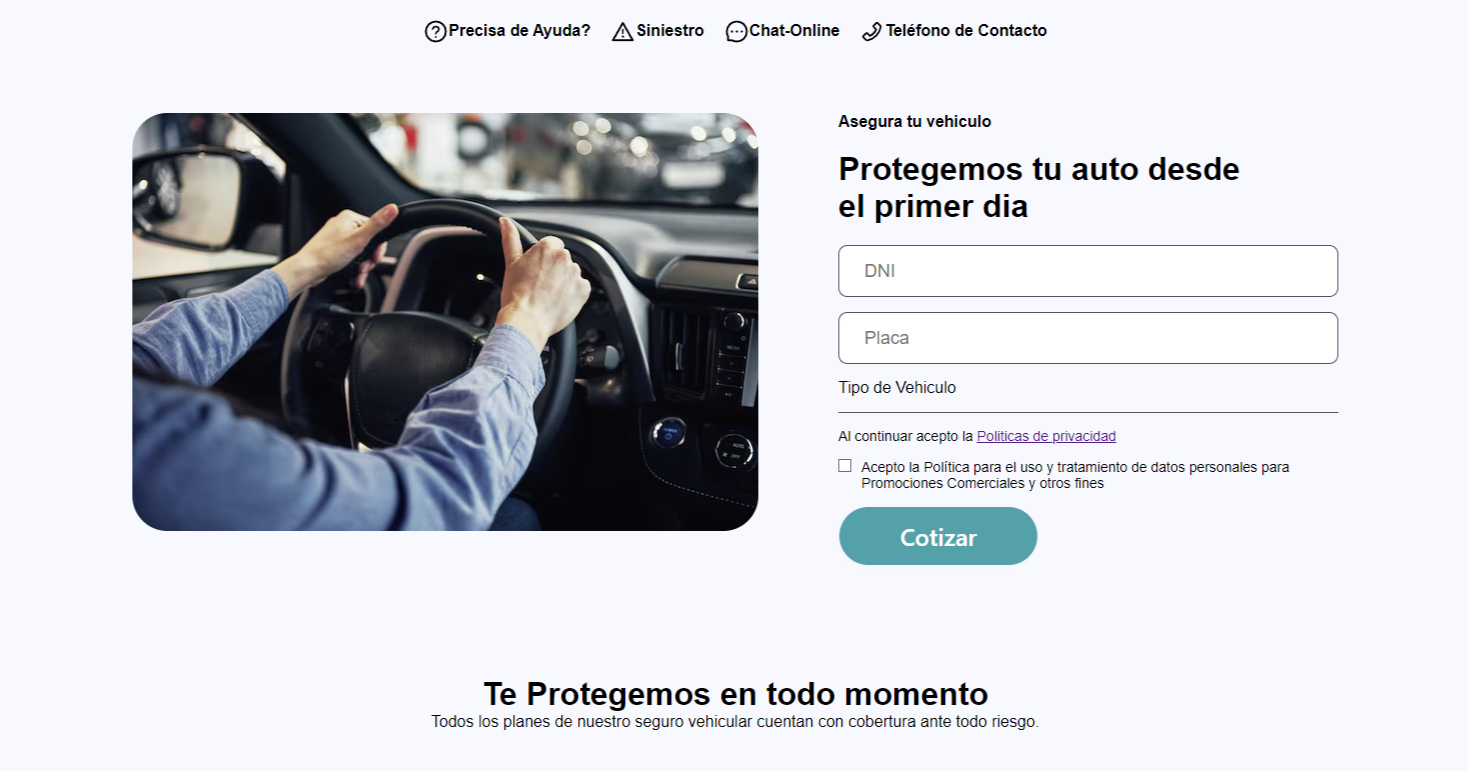 Precisa de Ayuda? Siniestro Chat-Online Teléfono de Contacto
Asegura tu vehiculo
Protegemos tu auto desde
el primer dia
DNI
Placa
Tipo de Vehiculo
Al continuar acepto la Politicas de privacidad
Acepto la Política para el uso y tratamiento de datos personales para
Promociones Comerciales y otros fines
Cotizar
Te Protegemos en todo momento
Todos los planes de nuestro seguro vehicular cuentan con cobertura ante todo riesgo.